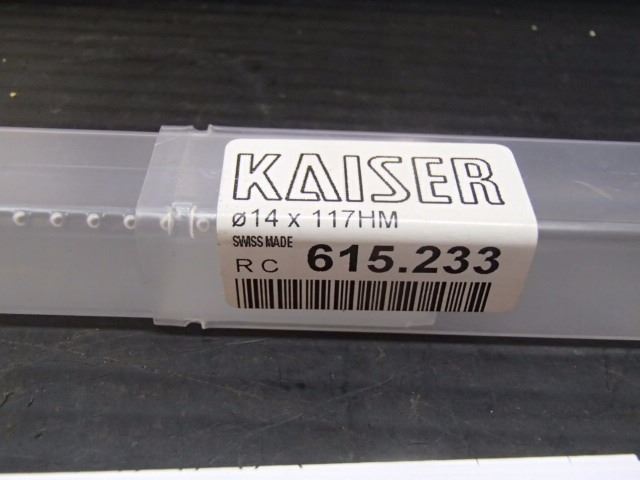 KAISER
ø14 x 117HM
SWISS MADE
RC 615.233